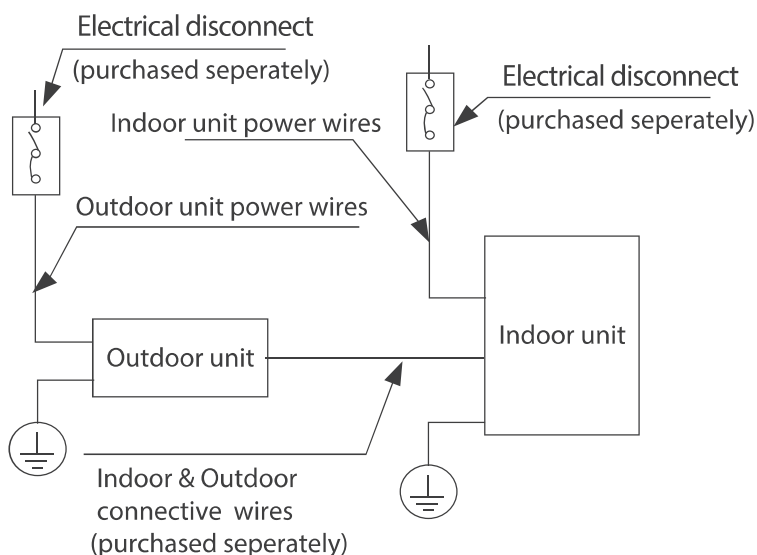 Electrical disconnect
(purchased seperately)
Electrical disconnect
(purchased seperately)
Indoor unit power wires
Outdoor unit power wires
Indoor unit
Outdoor unit
Indoor & Outdoor
connective wires
(purchased seperately)